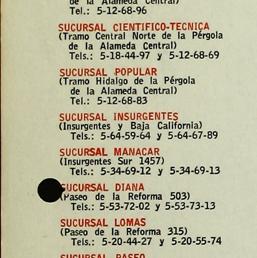 de la Alameda Central)
Tel.: 5-12-68-96
SUCURSAL CIENTIFICO-TECNICA
(Tramo Central Norte de la Pérgola
de la Alameda Central)
Tels.: 5-18-44-97 y 5-12-68-69
SUCURSAL POPULAR
(Tramo Hidalgo de la Pérgola
de la Alameda Central)
Tel.: 5-12-68-83
SUCURSAL INSURGENTES
(Insurgentes y Baja California)
Tels.: 5-64-59-64 y 5-64-67-89
SUCURSAL MANACAR
(Insurgentes Sur 1457)
Tels.: 5-34-69-12 y 5-34-69-13
SUCURSAL DIANA
(Paseo de la Reforma 503)
Tels.: 5-53-72-02 y 5-53-73-13
SUCURSAL LOMAS
(Paseo de la Reforma 315)
Tels.: 5-20-44-27 y 5-20-55-74
SUCURSAL PASEO